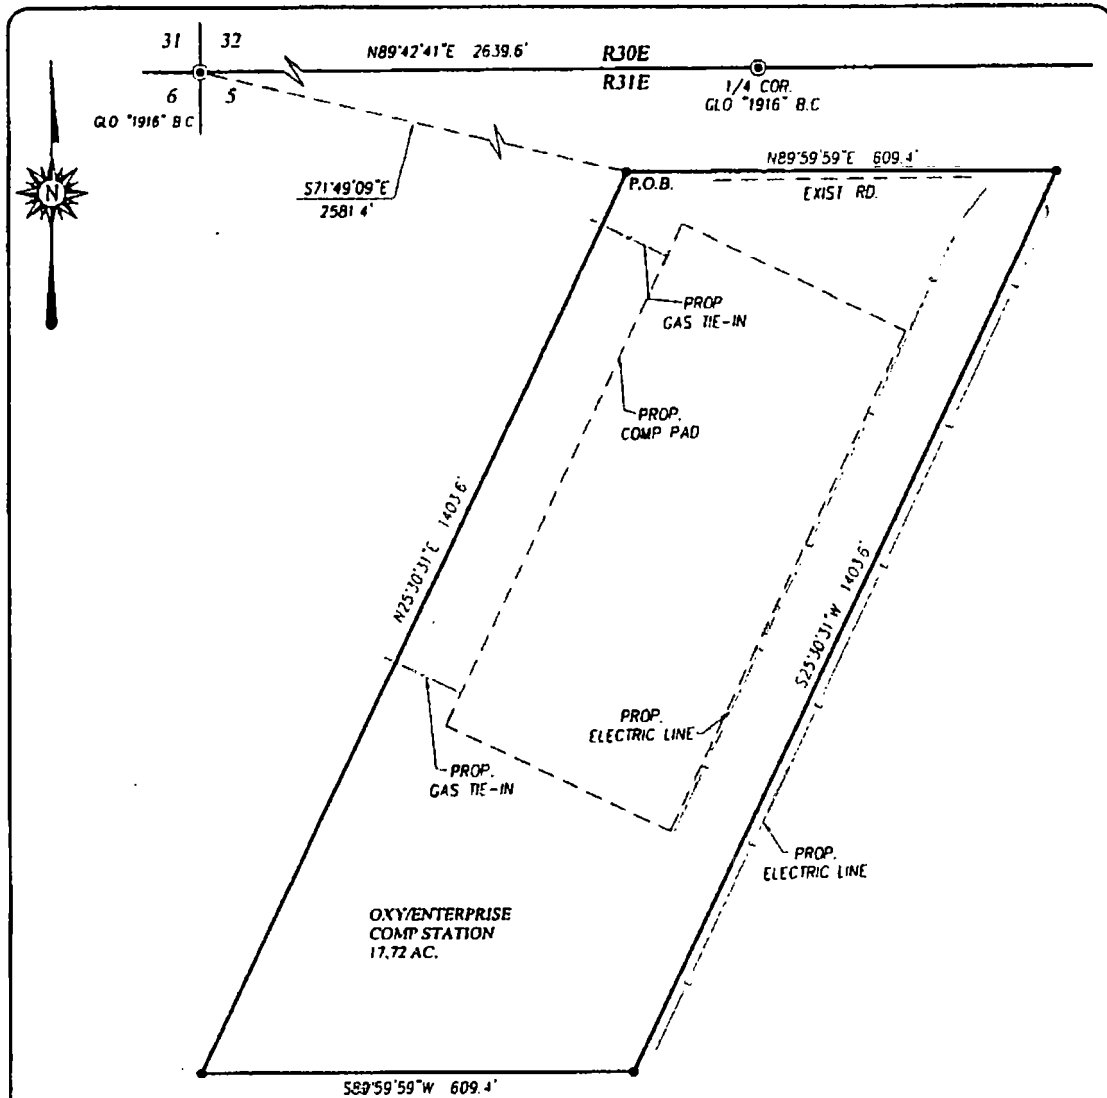 31 32
N89°42'41"E 2639.6'
R30E
R31E
6 5
GLO "1916" B.C
1/4 COR.
GLO "1916" B.C
N
S71°49'09"E
2581 4'
N89°59'59"E 609.4'
P.O.B.
EXIST RD.
PROP
GAS TIE-IN
PROP.
COMP PAD
N25°30'31"E 1403.6'
S25°30'31"W 1403.6'
PROP.
ELECTRIC LINE
PROP.
GAS TIE-IN
PROP.
ELECTRIC LINE
OXY/ENTERPRISE
COMP STATION
17.72 AC.
S89°59'59"W 609.4'